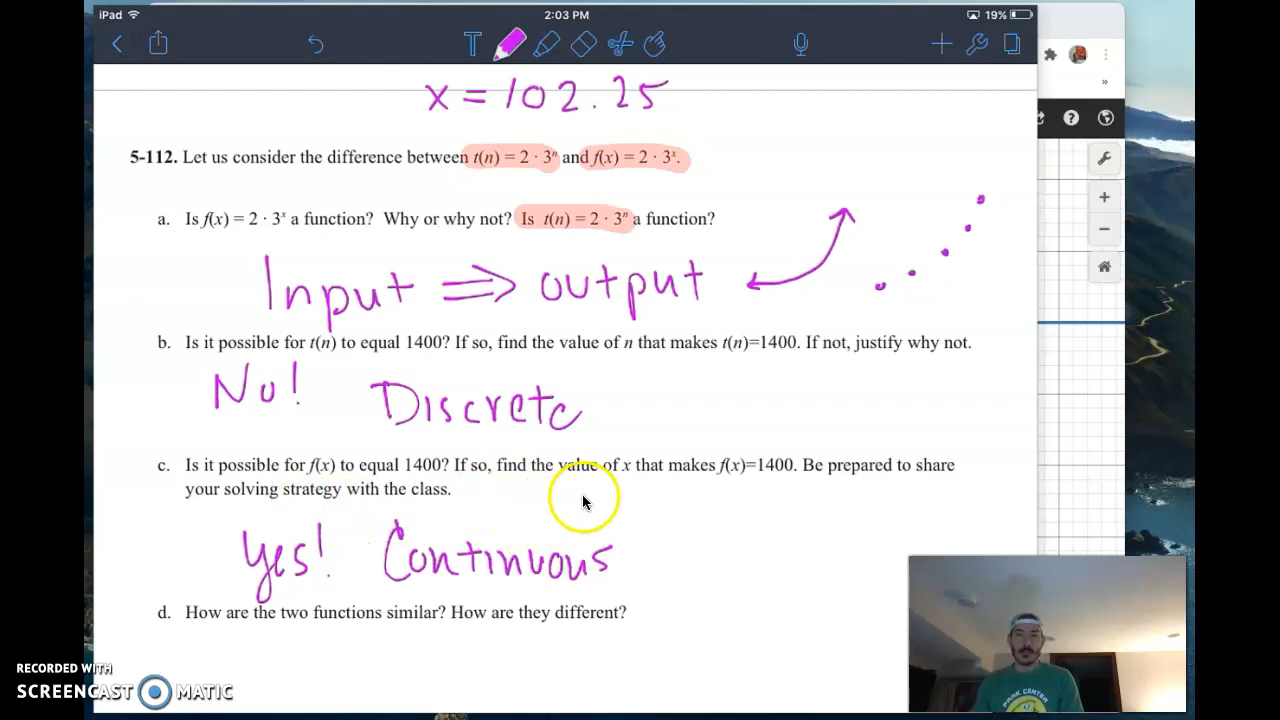 iPad 2:03 PM 19%
x = 102.25
5-112. Let us consider the difference between t(n) = 2 · 3ⁿ and f(x) = 2 · 3ˣ.
a. Is f(x) = 2 · 3ˣ a function? Why or why not? Is t(n) = 2 · 3ⁿ a function?
Input ⇒ output
b. Is it possible for t(n) to equal 1400? If so, find the value of n that makes t(n)=1400. If not, justify why not.
No! Discrete
c. Is it possible for f(x) to equal 1400? If so, find the value of x that makes f(x)=1400. Be prepared to share
your solving strategy with the class.
Yes! Continuous
d. How are the two functions similar? How are they different?
RECORDED WITH
SCREENCAST MATIC
PARK CENTER